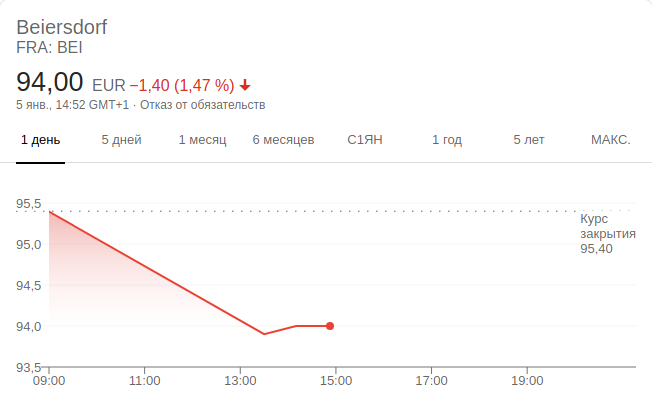 Beiersdorf
FRA: BEI
94,00 EUR −1,40 (1,47 %)
5 янв., 14:52 GMT+1 · Отказ от обязательств
1 день 5 дней 1 месяц 6 месяцев С1ЯН 1 год 5 лет МАКС.
95,5
Курс
закрытия
95,40
95,0
94,5
94,0
93,5
09:00 11:00 13:00 15:00 17:00 19:00